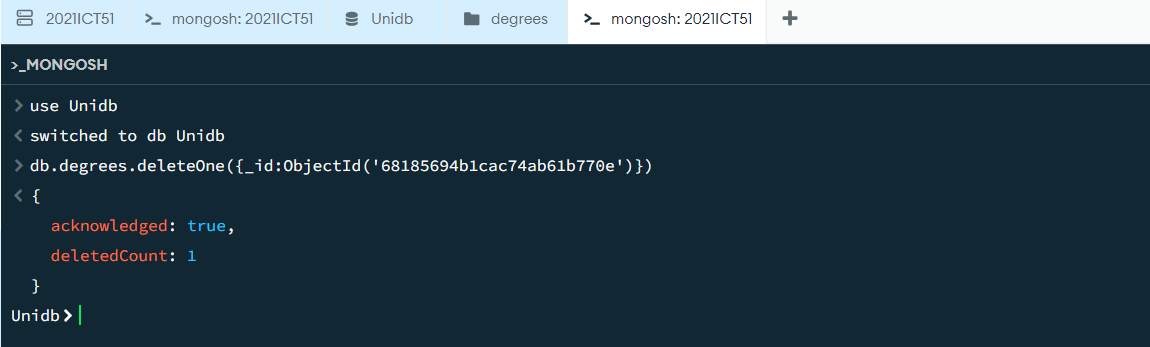 2021ICT51 mongosh: 2021ICT51 Unidb degrees mongosh: 2021ICT51 +
>_MONGOSH
> use Unidb
< switched to db Unidb
> db.degrees.deleteOne({_id:ObjectId('68185694b1cac74ab61b770e')})
< {
acknowledged: true,
deletedCount: 1
}
Unidb>